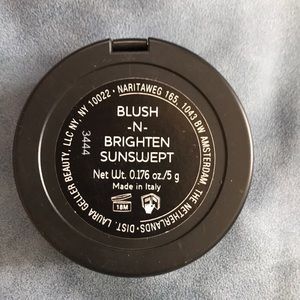 BLUSH
-N-
BRIGHTEN
SUNSWEPT
Net Wt. 0.176 oz./5 g
Made in Italy
18M
3444
DIST. LAURA GELLER BEAUTY, LLC NY, NY 10022 • NARITAWEG 165, 1043 BW AMSTERDAM, THE NETHERLANDS •